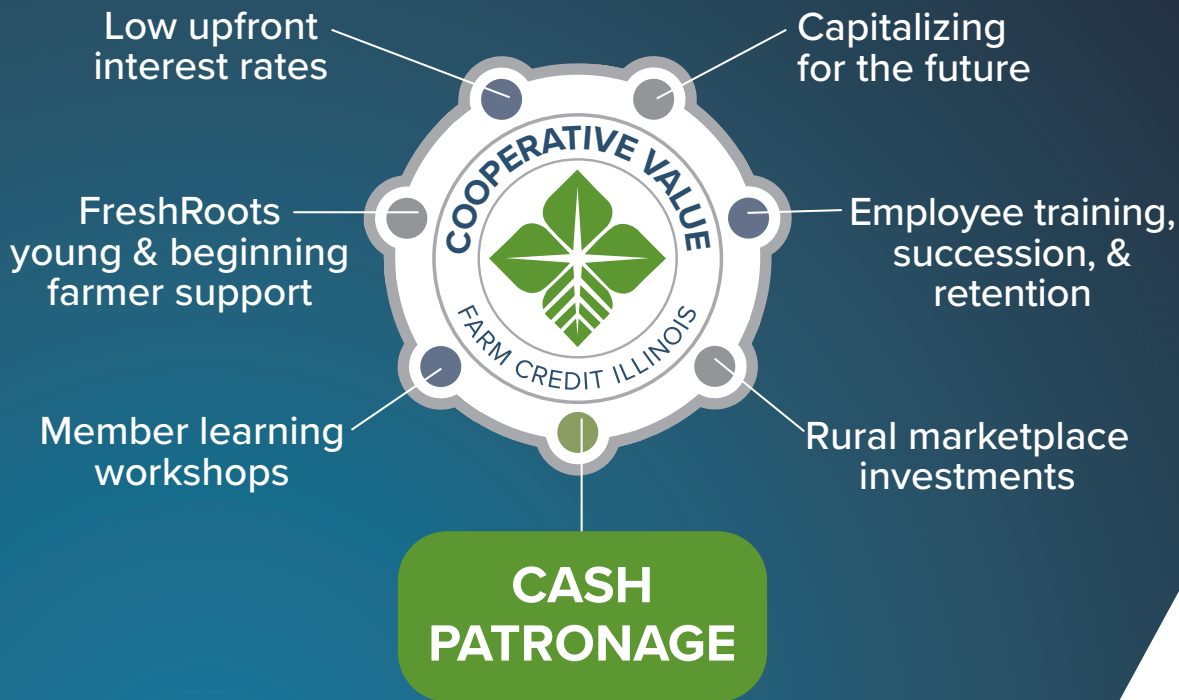 Low upfront
interest rates
Capitalizing
for the future
COOPERATIVE VALUE
FARM CREDIT ILLINOIS
FreshRoots
young & beginning
farmer support
Employee training,
succession, &
retention
Member learning
workshops
Rural marketplace
investments
CASH
PATRONAGE